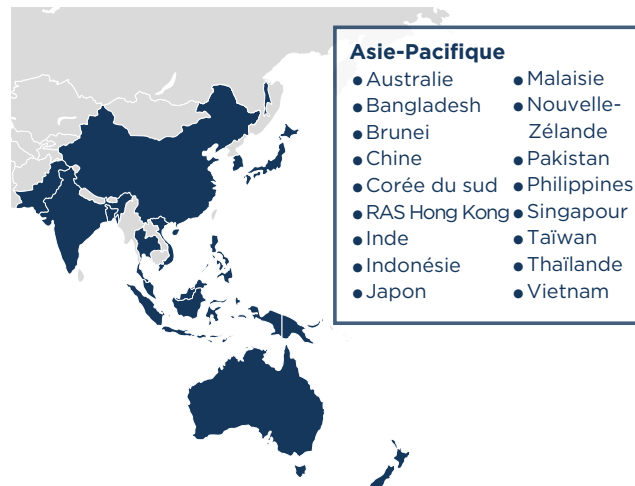 Asie-Pacifique
• Australie
• Bangladesh
• Brunei
• Chine
• Corée du sud
• RAS Hong Kong
• Inde
• Indonésie
• Japon
• Malaisie
• Nouvelle-
Zélande
• Pakistan
• Philippines
• Singapour
• Taïwan
• Thaïlande
• Vietnam